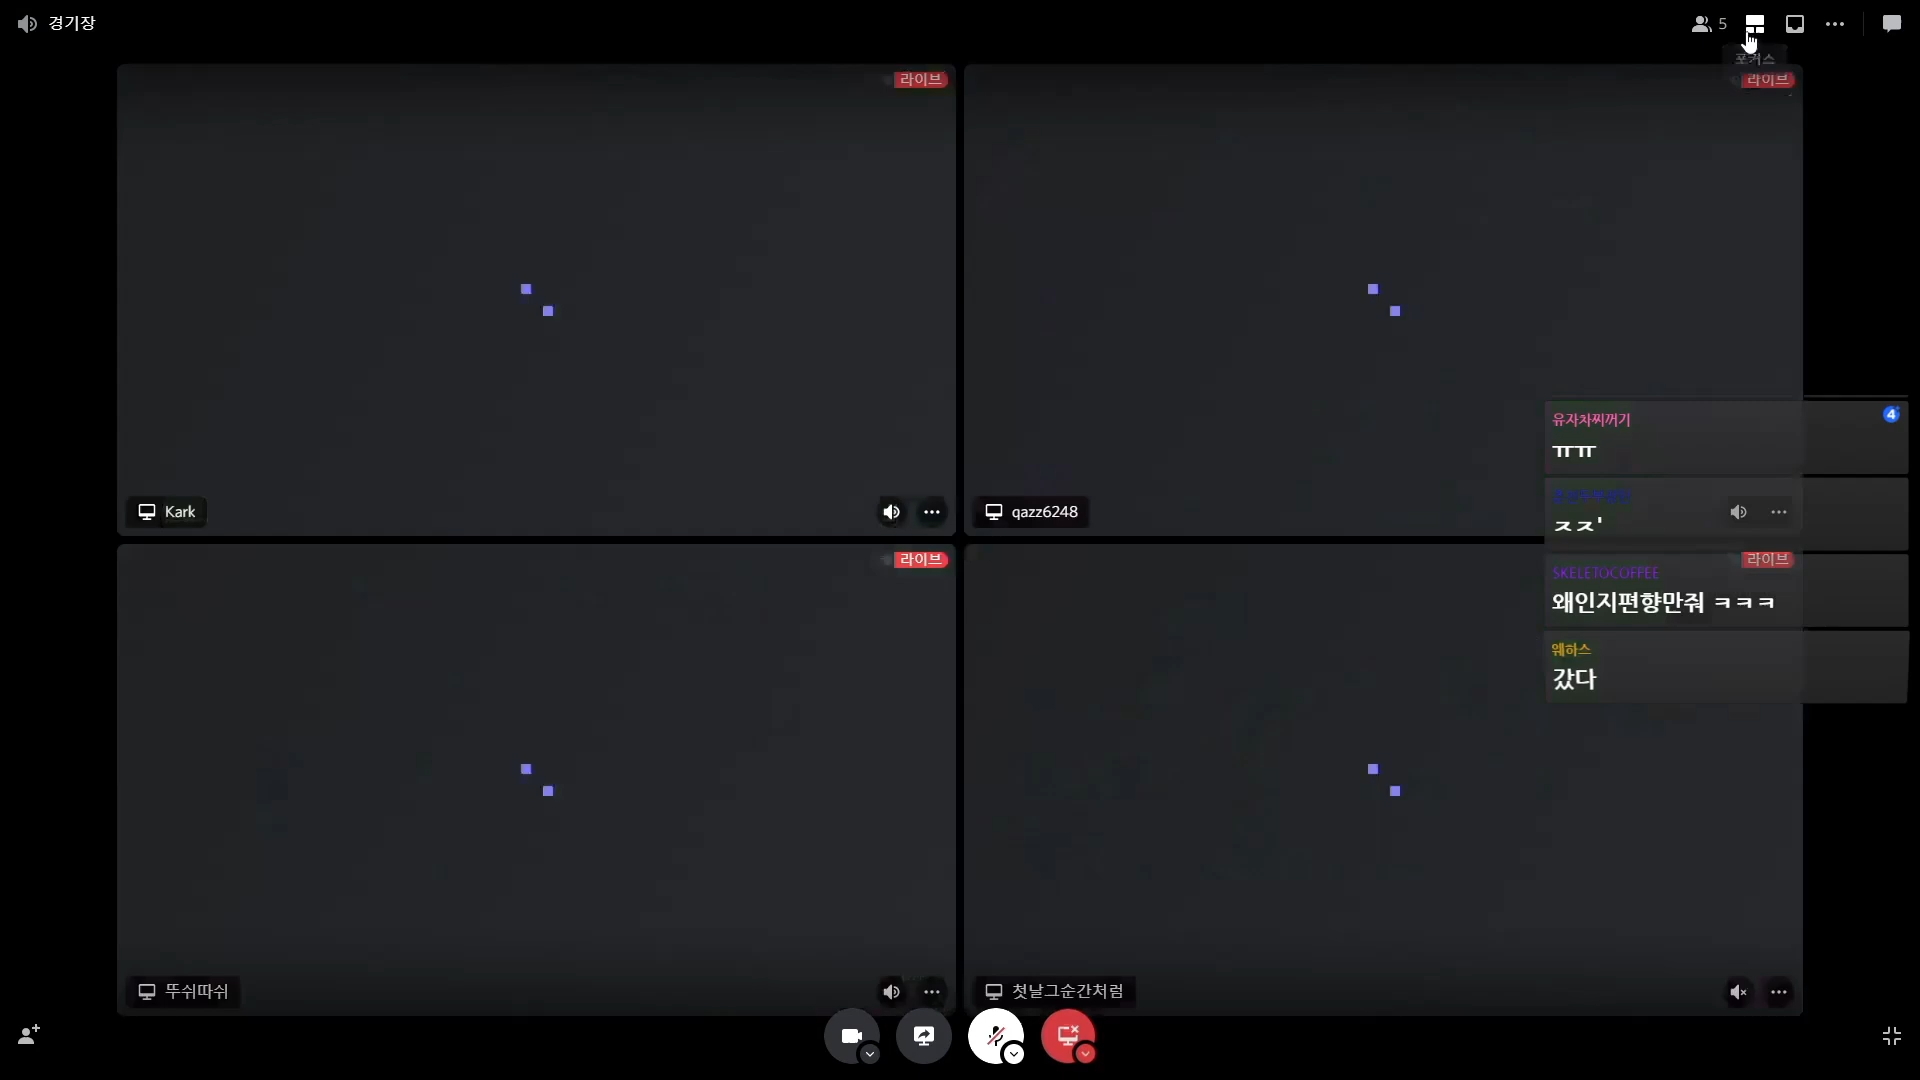 경기장
5
포커스
라이브
라이브
유자차찌꺼기
4
ㅠㅠ
Kark
qazz6248
ㅈㅈ'
라이브
라이브
SKELETOCOFFEE
왜인지편향만줘 ㅋㅋㅋ
웨하스
갔다
뚜쉬따쉬
첫날그순간처럼